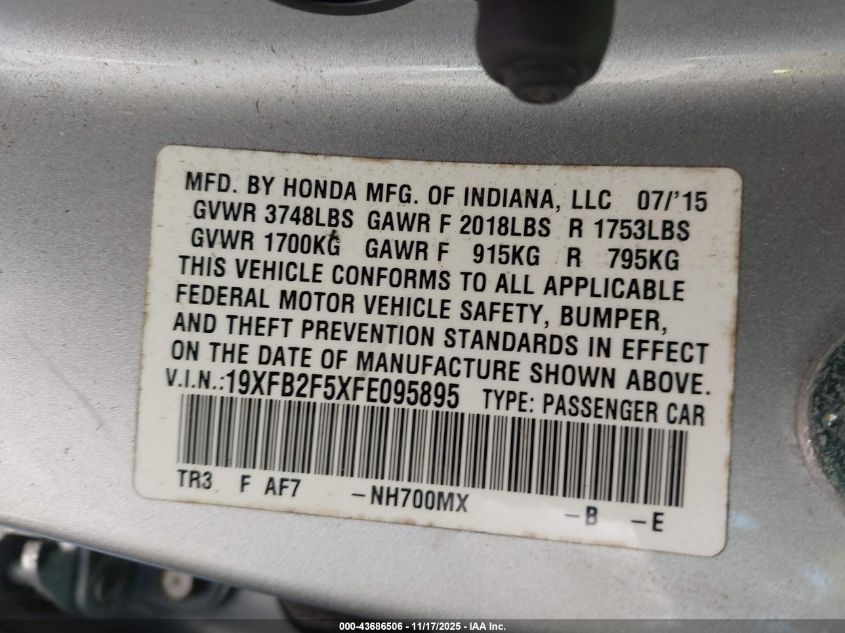 MFD. BY HONDA MFG. OF INDIANA, LLC 07/'15
GVWR 3748LBS GAWR F 2018LBS R 1753LBS
GVWR 1700KG GAWR F 915KG R 795KG
THIS VEHICLE CONFORMS TO ALL APPLICABLE
FEDERAL MOTOR VEHICLE SAFETY, BUMPER,
AND THEFT PREVENTION STANDARDS IN EFFECT
ON THE DATE OF MANUFACTURE SHOWN ABOVE.
V.I.N.:19XFB2F5XFE095895 TYPE: PASSENGER CAR
TR3 F AF7 -NH700MX -B -E
000-43686506 - 11/17/2025 - IAA Inc.